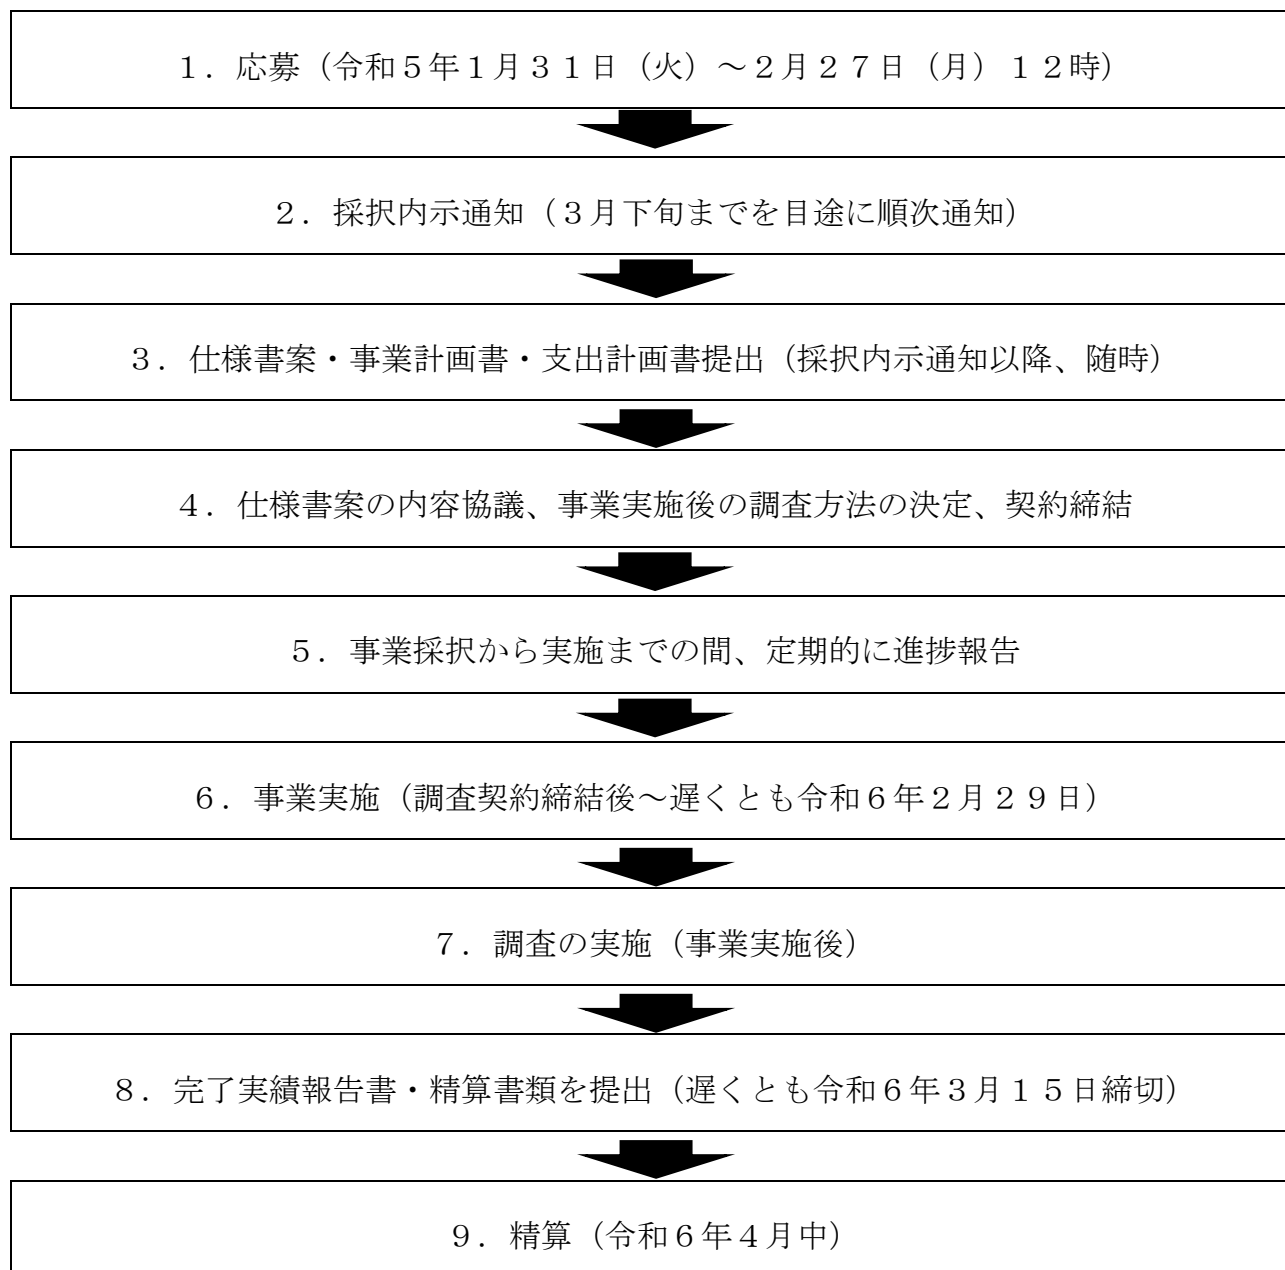 １．応募（令和５年１月３１日（火）～２月２７日（月）１２時）
２．採択内示通知（３月下旬までを目途に順次通知）
３．仕様書案・事業計画書・支出計画書提出（採択内示通知以降、随時）
４．仕様書案の内容協議、事業実施後の調査方法の決定、契約締結
５．事業採択から実施までの間、定期的に進捗報告
６．事業実施（調査契約締結後～遅くとも令和６年２月２９日）
７．調査の実施（事業実施後）
８．完了実績報告書・精算書類を提出（遅くとも令和６年３月１５日締切）
９．精算（令和６年４月中）